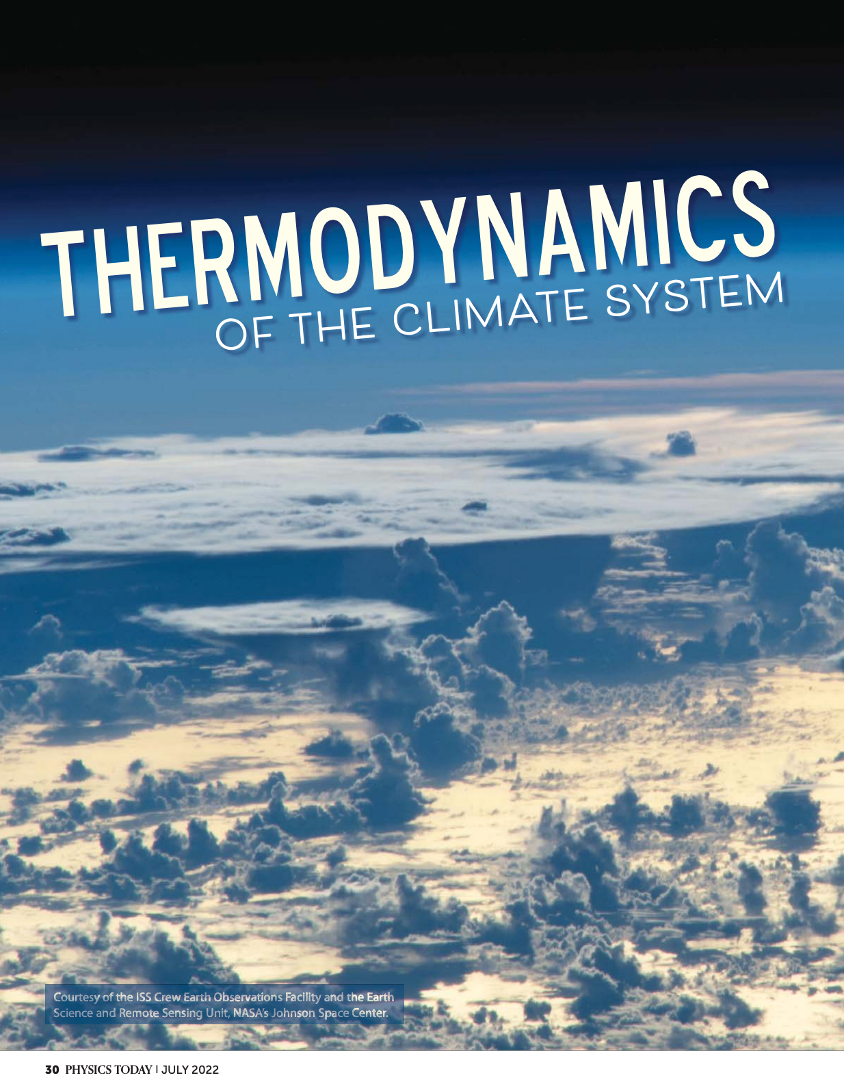 THERMODYNAMICS
OF THE CLIMATE SYSTEM
Courtesy of the ISS Crew Earth Observations Facility and the Earth
Science and Remote Sensing Unit, NASA's Johnson Space Center.
30 PHYSICS TODAY | JULY 2022